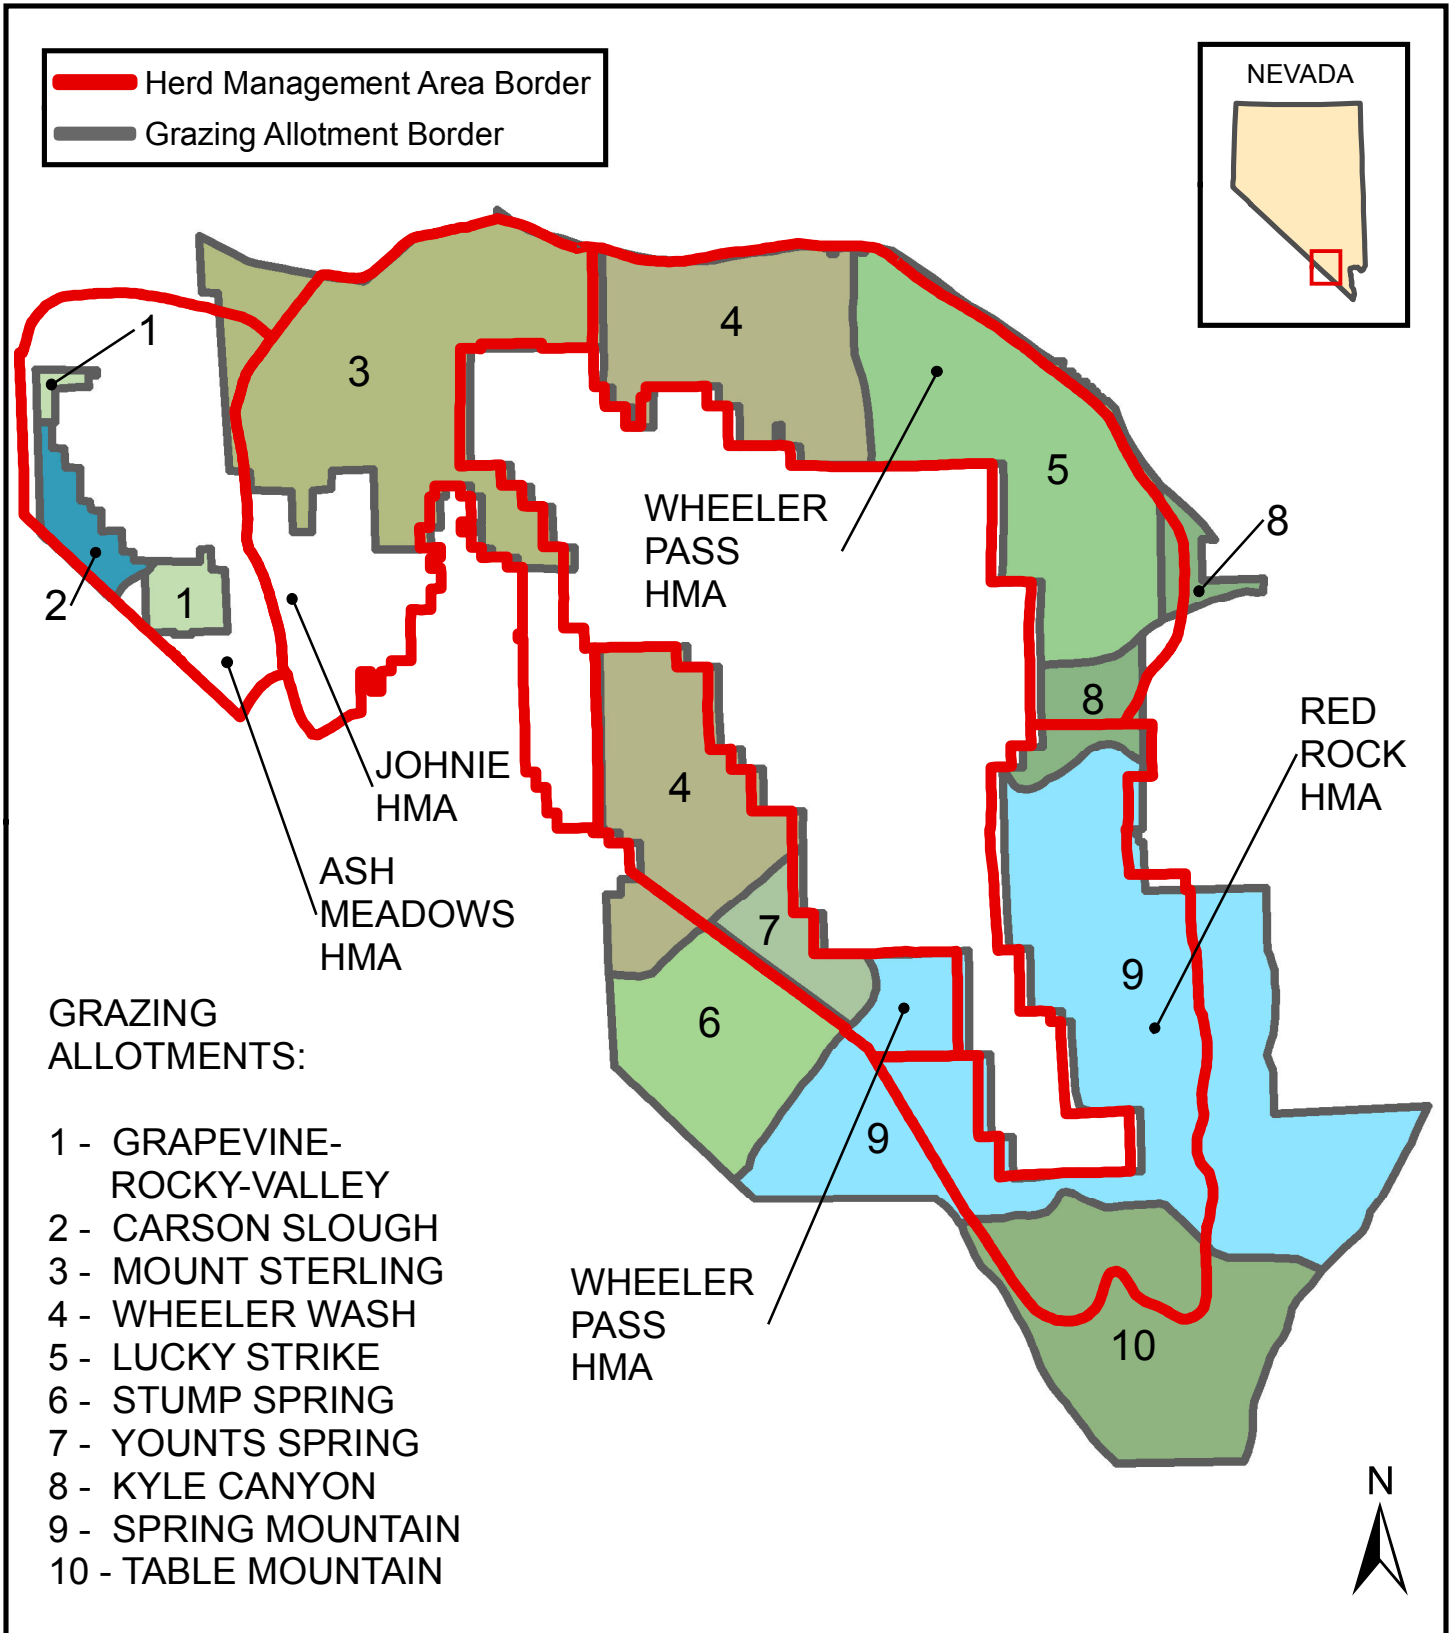 Herd Management Area Border
Grazing Allotment Border
NEVADA
1
4
3
5
WHEELER
PASS
HMA
8
2
1
8
RED
ROCK
HMA
JOHNIE
HMA
4
ASH
MEADOWS
HMA
7
9
6
9
GRAZING
ALLOTMENTS:
1 - GRAPEVINE-
ROCKY-VALLEY
2 - CARSON SLOUGH
3 - MOUNT STERLING
4 - WHEELER WASH
5 - LUCKY STRIKE
6 - STUMP SPRING
7 - YOUNTS SPRING
8 - KYLE CANYON
9 - SPRING MOUNTAIN
10 - TABLE MOUNTAIN
WHEELER
PASS
HMA
10
N